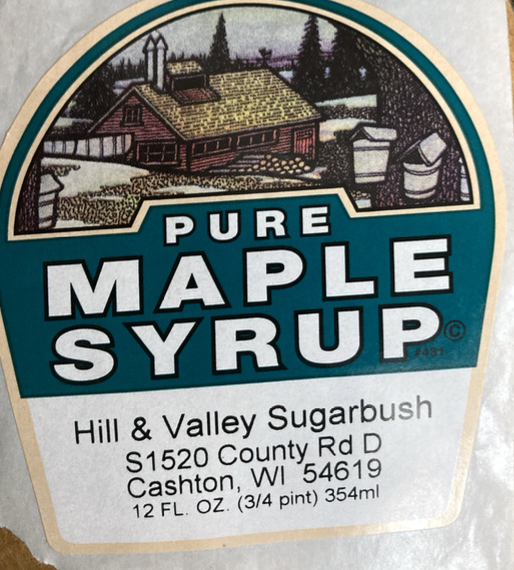 PURE
MAPLE
SYRUP©
Hill & Valley Sugarbush
S1520 County Rd D
Cashton, WI 54619
12 FL. OZ. (3/4 pint) 354ml